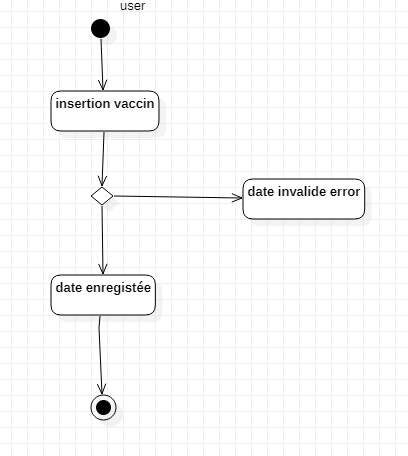 user
insertion vaccin
date invalide error
date enregistée